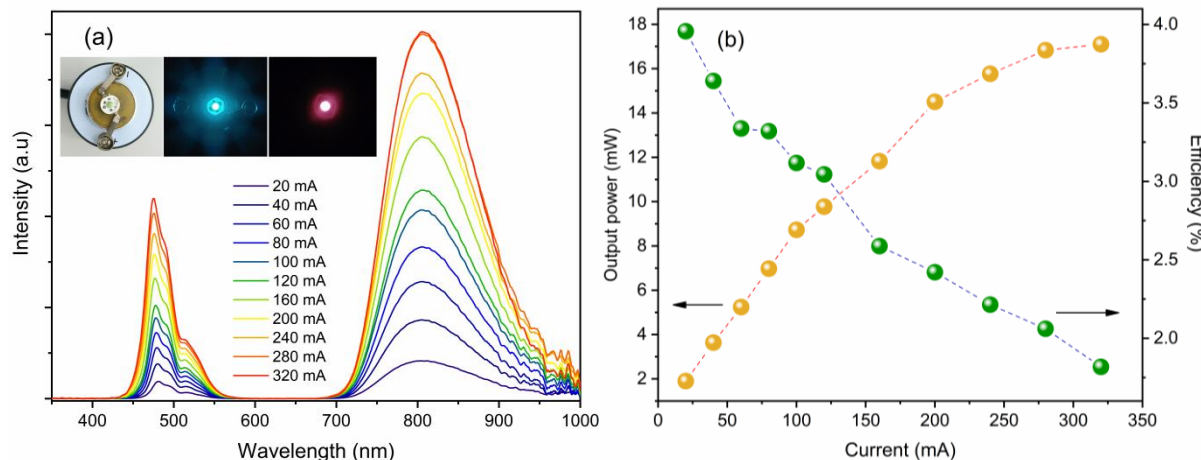 (a)
Intensity (a.u)
20 mA
40 mA
60 mA
80 mA
100 mA
120 mA
160 mA
200 mA
240 mA
280 mA
320 mA
400 500 600 700 800 900 1000
Wavelength (nm)
(b)
Output power (mW)
18
16
14
12
10
8
6
4
2
4.0
3.5
3.0
2.5
2.0
Efficiency (%)
0 50 100 150 200 250 300 350
Current (mA)